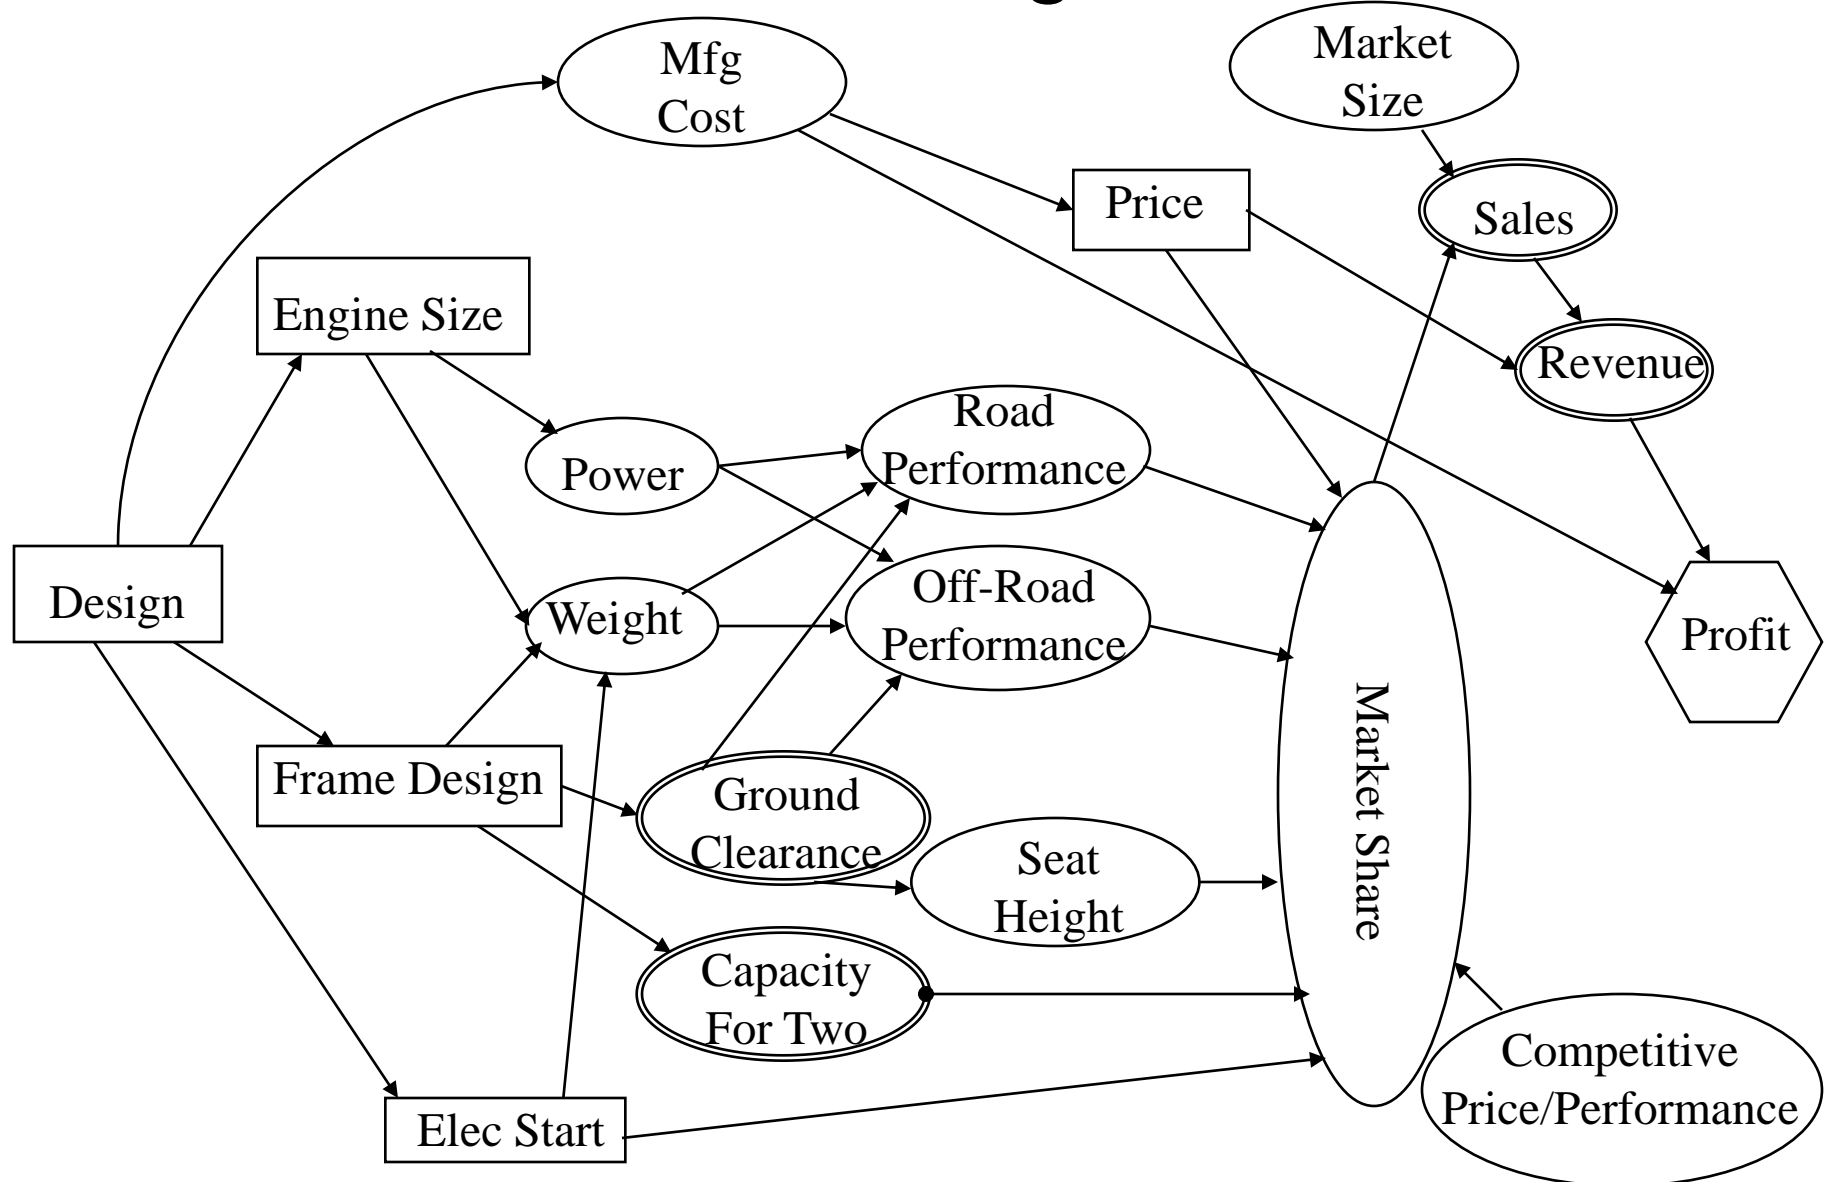 Mfg
Cost
Market
Size
Price
Sales
Engine Size
Revenue
Road
Performance
Power
Design
Off-Road
Performance
Weight
Profit
Market Share
Frame Design
Ground
Clearance
Seat
Height
Capacity
For Two
Competitive
Price/Performance
Elec Start